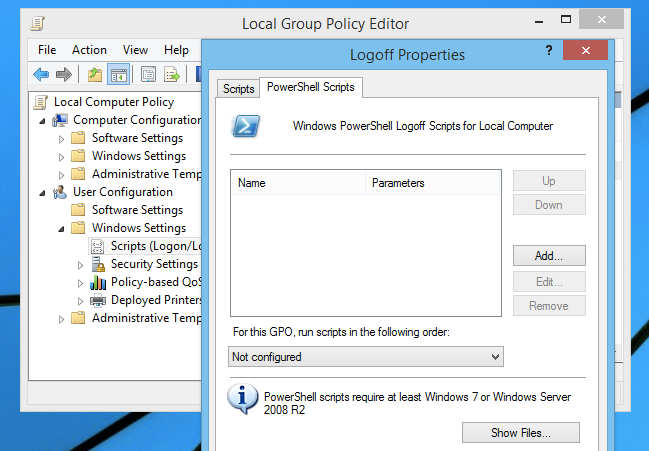 Local Group Policy Editor
File Action View Help
Local Computer Policy
Computer Configuration
Software Settings
Windows Settings
Administrative Temp
User Configuration
Software Settings
Windows Settings
Scripts (Logon/Lo
Security Settings
Policy-based QoS
Deployed Printers
Administrative Temp
Logoff Properties
?
Scripts
PowerShell Scripts
Windows PowerShell Logoff Scripts for Local Computer
Name Parameters
Up
Down
Add...
Edit...
Remove
For this GPO, run scripts in the following order:
Not configured
PowerShell scripts require at least Windows 7 or Windows Server
2008 R2
Show Files...